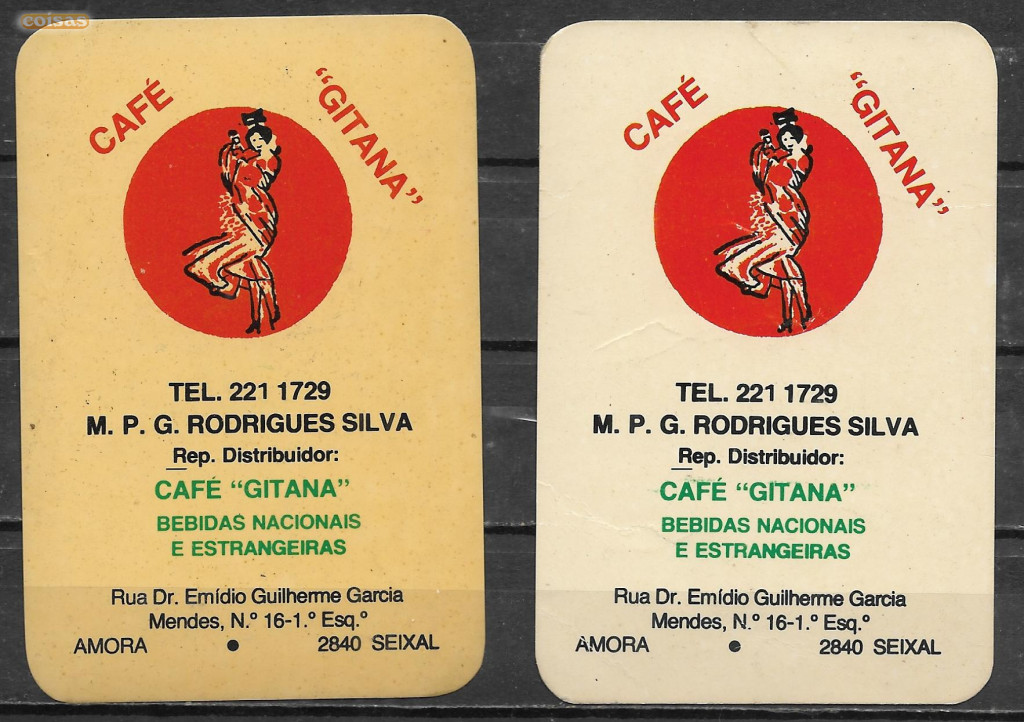 coisas
CAFÉ "GITANA"
TEL. 221 1729
M. P. G. RODRIGUES SILVA
Rep. Distribuidor:
CAFÉ "GITANA"
BEBIDAS NACIONAIS
E ESTRANGEIRAS
Rua Dr. Emídio Guilherme Garcia
Mendes, N.º 16-1.º Esq.º
AMORA • 2840 SEIXAL
CAFÉ "GITANA"
TEL. 221 1729
M. P. G. RODRIGUES SILVA
Rep. Distribuidor:
CAFÉ "GITANA"
BEBIDAS NACIONAIS
E ESTRANGEIRAS
Rua Dr. Emídio Guilherme Garcia
Mendes, N.º 16-1.º Esq.º
AMORA • 2840 SEIXAL